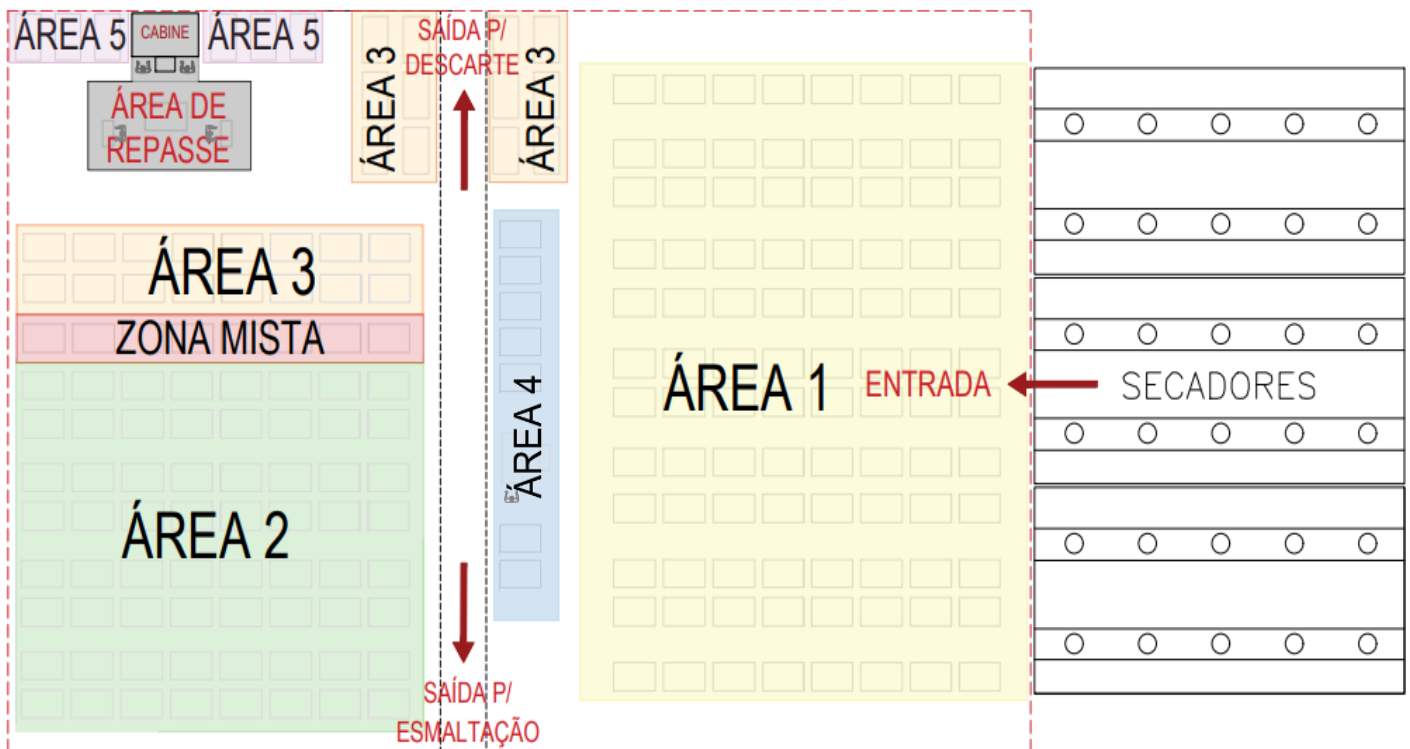 ÁREA 5
CABINE
ÁREA 5
ÁREA DE
REPASSE
ÁREA 3
SAÍDA P/
DESCARTE
ÁREA 3
ÁREA 3
ZONA MISTA
ÁREA 2
ÁREA 4
ÁREA 1
ENTRADA
SECADORES
SAÍDA P/
ESMALTAÇÃO